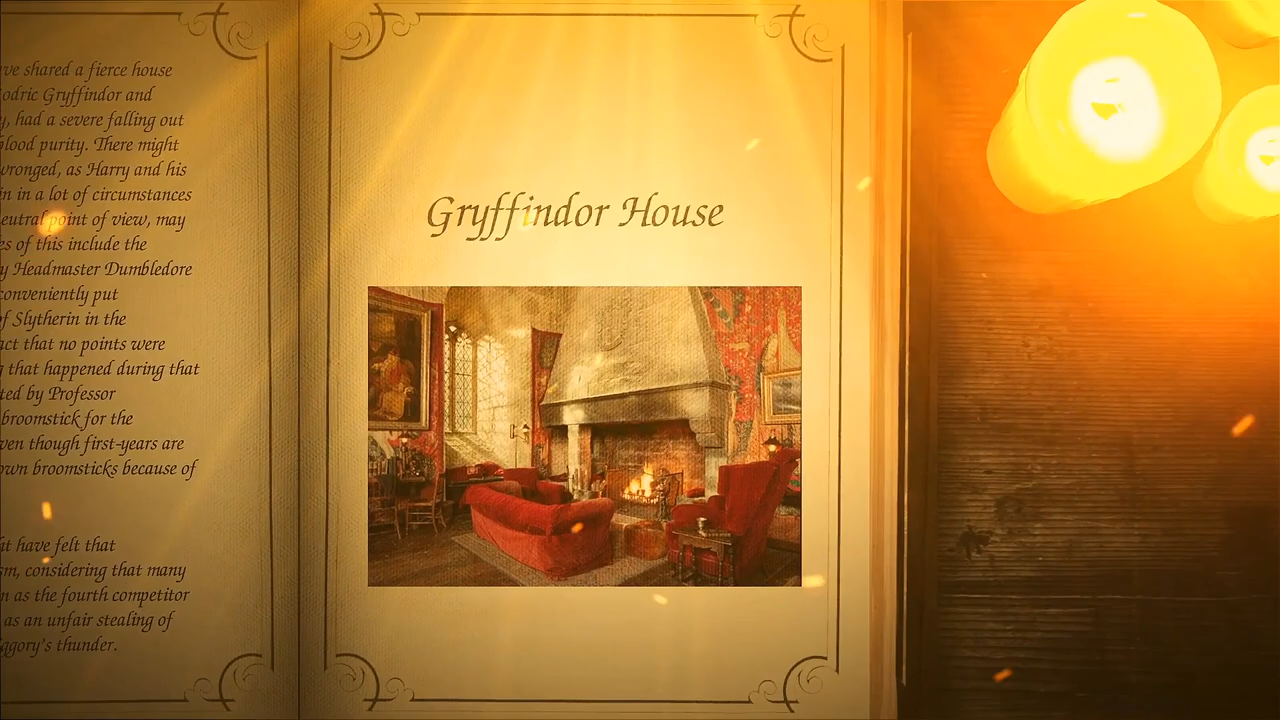 ve shared a fierce house
odric Gryffindor and
y, had a severe falling out
blood purity. There might
wronged, as Harry and his
in in a lot of circumstances
eutral point of view, may
es of this include the
y Headmaster Dumbledore
conveniently put
of Slytherin in the
act that no points were
g that happened during that
ted by Professor
broomstick for the
ven though first-years are
own broomsticks because of
ht have felt that
sm, considering that many
n as the fourth competitor
as an unfair stealing of
iggory's thunder.
Gryffindor House